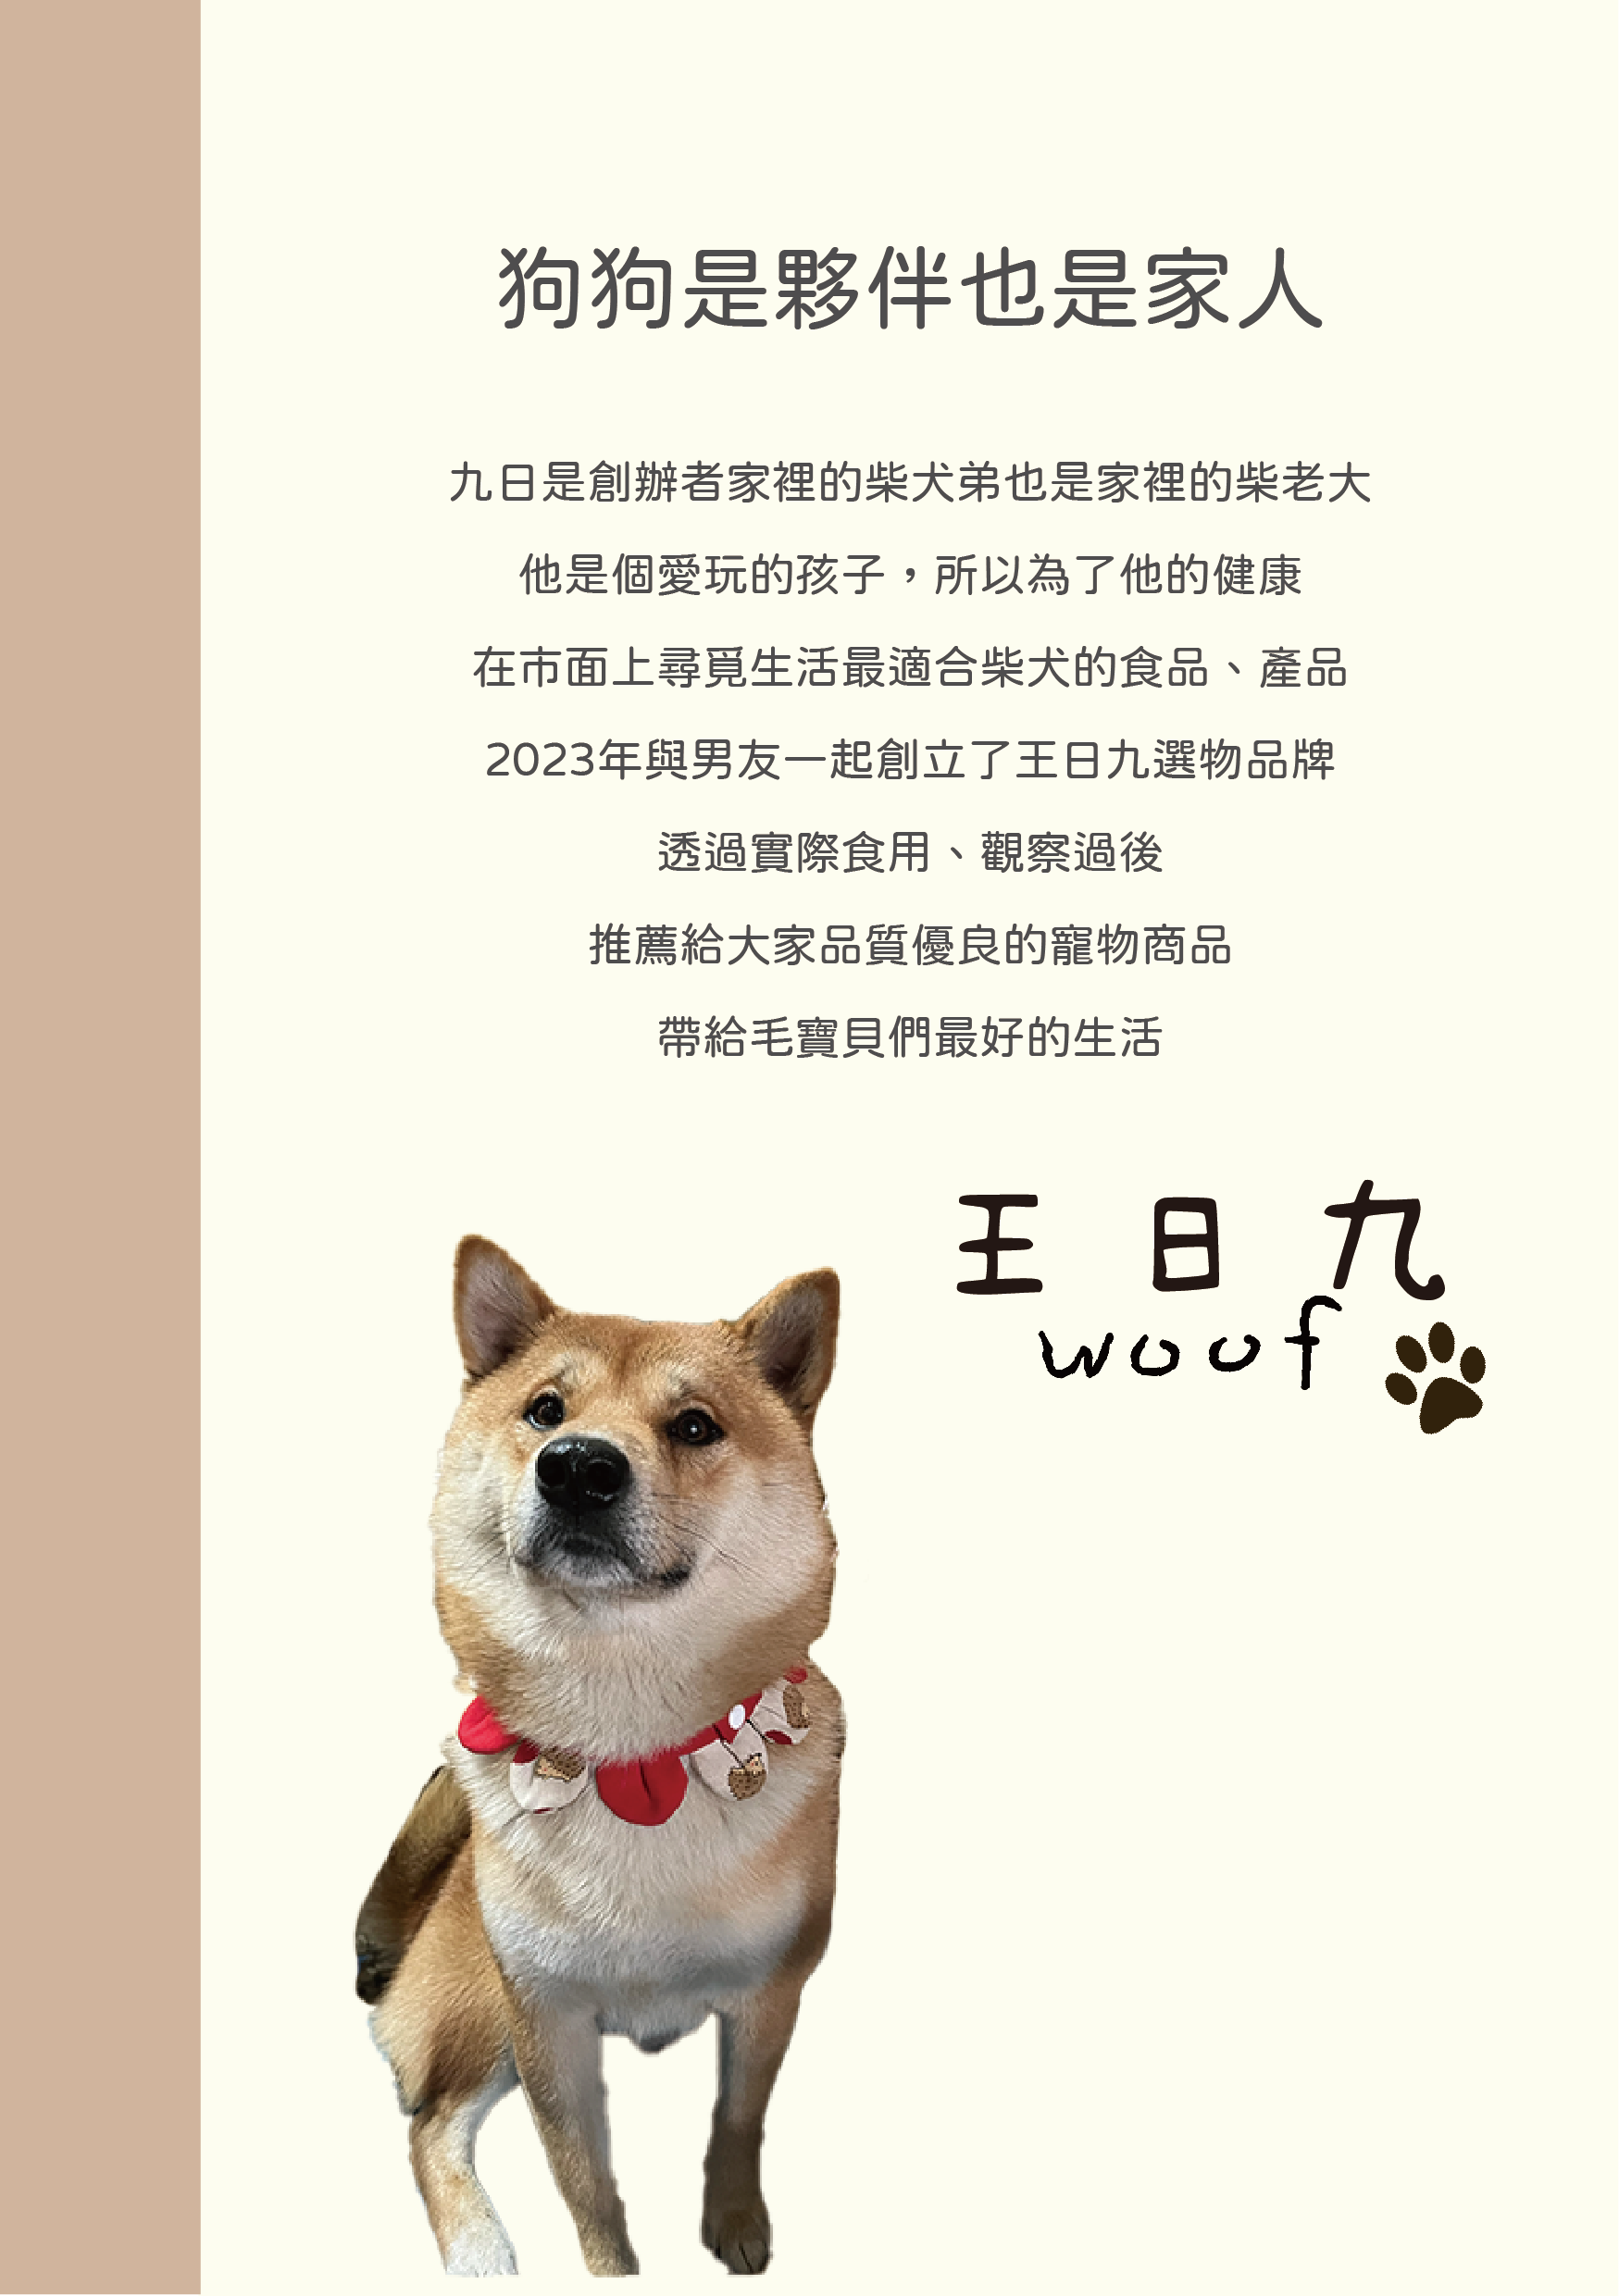 狗狗是夥伴也是家人
九日是創辦者家裡的柴犬弟也是家裡的柴老大
他是個愛玩的孩子，所以為了他的健康
在市面上尋覓生活最適合柴犬的食品、產品
2023年與男友一起創立了王日九選物品牌
透過實際食用、觀察過後
推薦給大家品質優良的寵物商品
帶給毛寶貝們最好的生活
王日九
woof